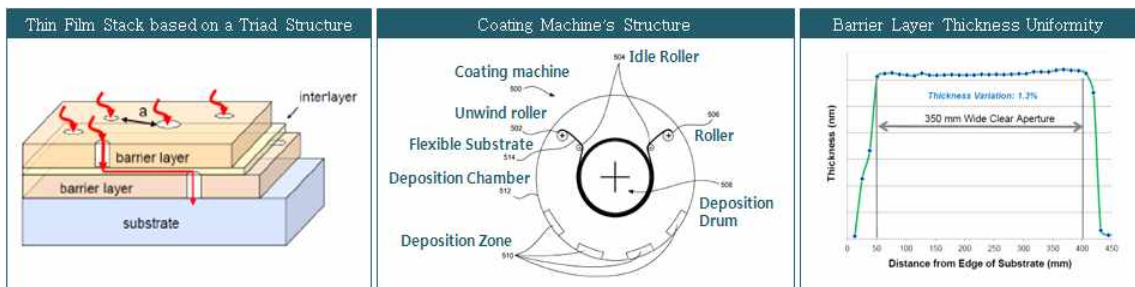 Thin Film Stack based on a Triad Structure
interlayer
a
barrier layer
barrier layer
substrate
Coating Machine's Structure
504
Idle Roller
Coating machine
500
Unwind roller
502
506
Roller
Flexible Substrate
514
Deposition Chamber
512
508
Deposition
Drum
Deposition Zone
510
Barrier Layer Thickness Uniformity
Thickness (nm)
Thickness Variation: 1.3%
350 mm Wide Clear Aperture
0 50 100 150 200 250 300 350 400 450
Distance from Edge of Substrate (mm)